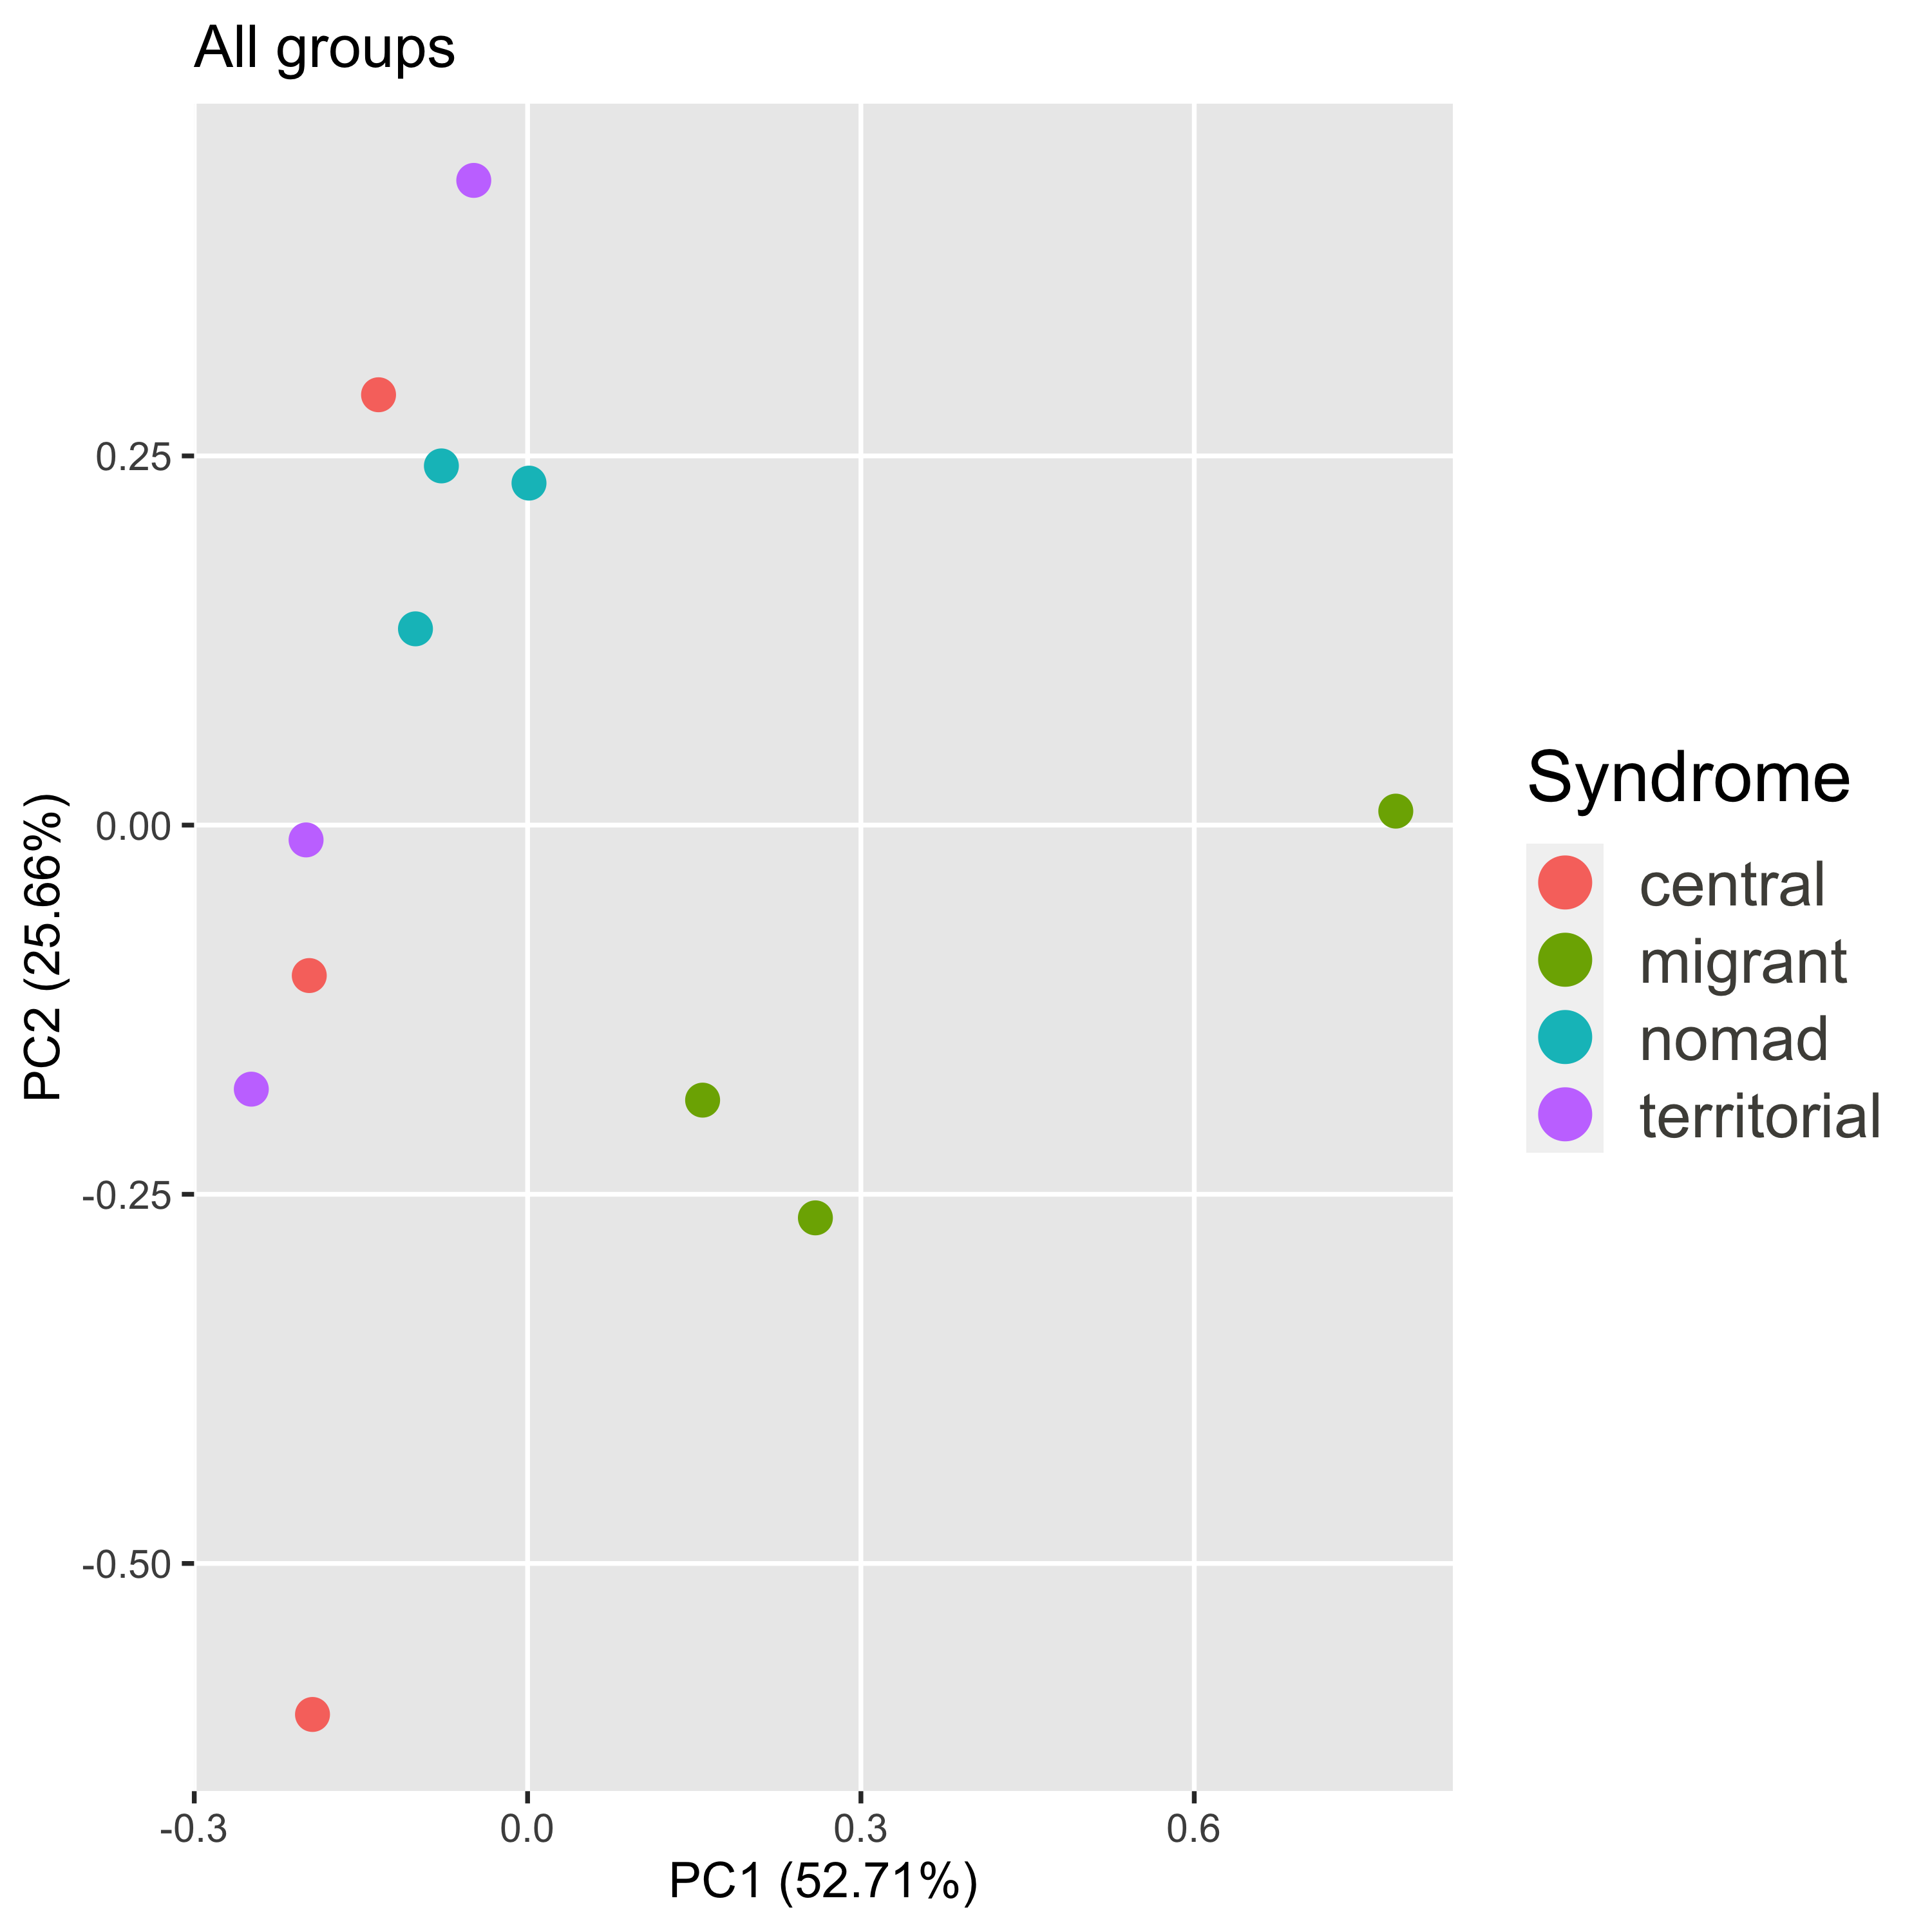 All groups
0.25
0.00
-0.25
-0.50
PC2 (25.66%)
-0.3
0.0
0.3
0.6
PC1 (52.71%)
Syndrome
central
migrant
nomad
territorial